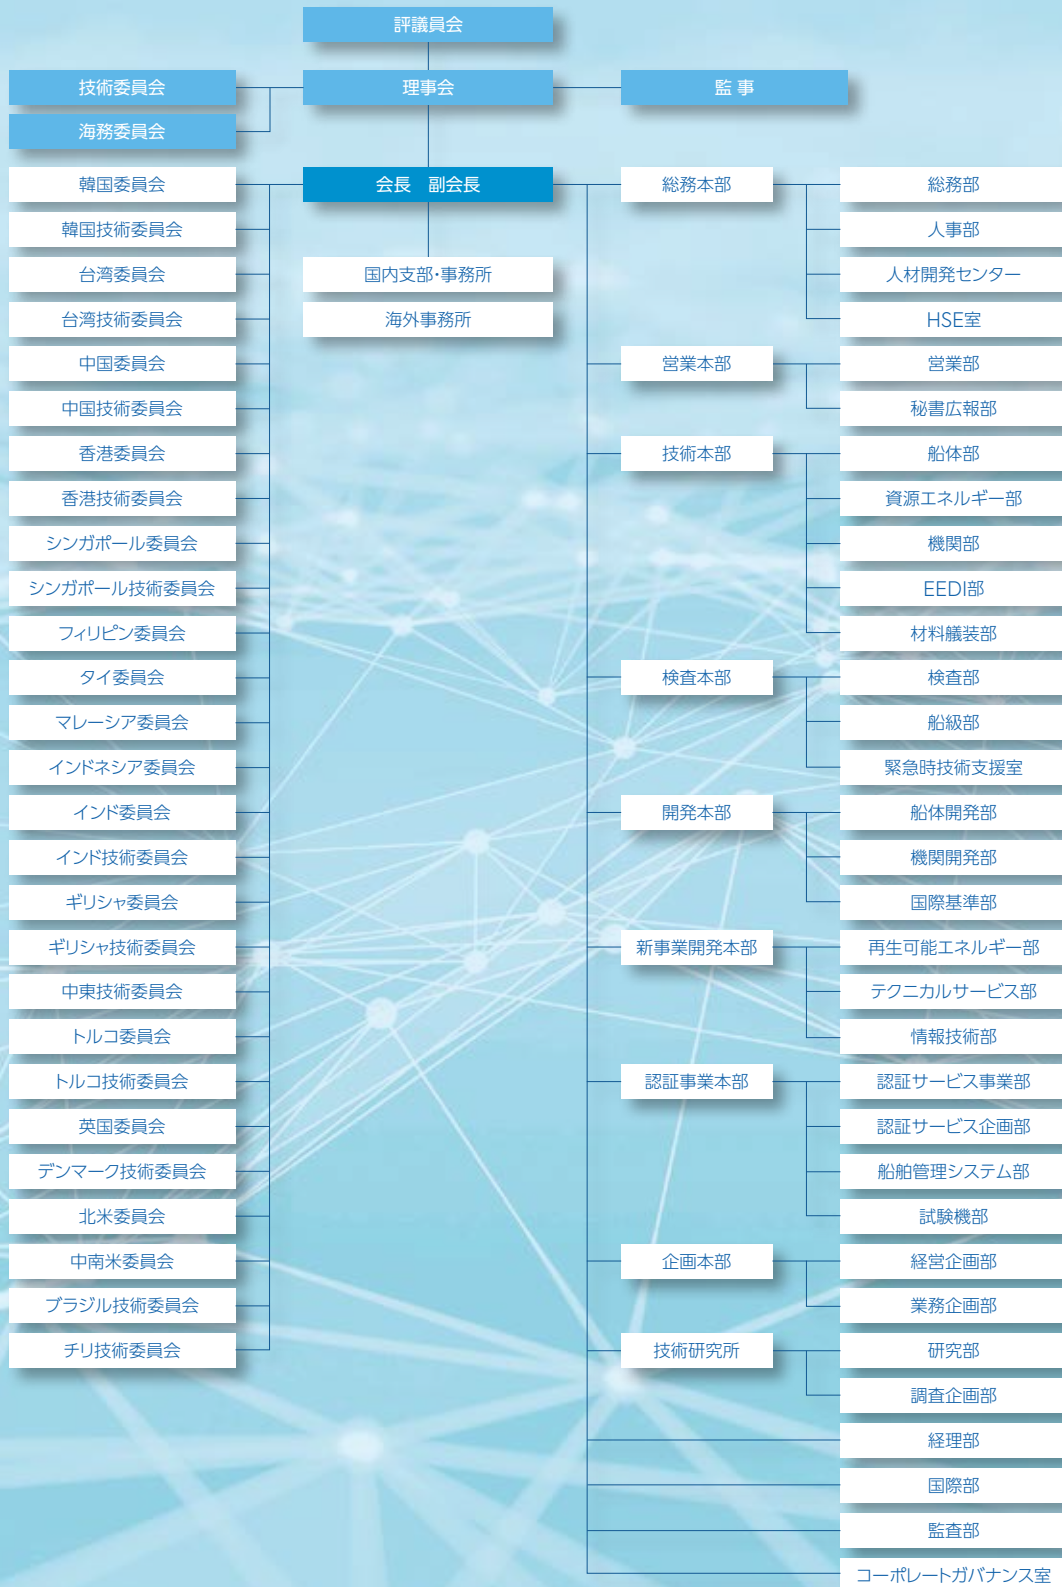 評議員会
技術委員会
理事会
監事
海務委員会
韓国委員会
韓国技術委員会
台湾委員会
台湾技術委員会
中国委員会
中国技術委員会
香港委員会
香港技術委員会
シンガポール委員会
シンガポール技術委員会
フィリピン委員会
タイ委員会
マレーシア委員会
インドネシア委員会
インド委員会
インド技術委員会
ギリシャ委員会
ギリシャ技術委員会
中東技術委員会
トルコ委員会
トルコ技術委員会
英国委員会
デンマーク技術委員会
北米委員会
中南米委員会
ブラジル技術委員会
チリ技術委員会
会長　副会長
国内支部・事務所
海外事務所
総務本部
総務部
人事部
人材開発センター
HSE室
営業本部
営業部
秘書広報部
技術本部
船体部
資源エネルギー部
機関部
EEDI部
材料艤装部
検査本部
検査部
船級部
緊急時技術支援室
開発本部
船体開発部
機関開発部
国際基準部
新事業開発本部
再生可能エネルギー部
テクニカルサービス部
情報技術部
認証事業本部
認証サービス事業部
認証サービス企画部
船舶管理システム部
試験機部
企画本部
経営企画部
業務企画部
技術研究所
研究部
調査企画部
経理部
国際部
監査部
コーポレートガバナンス室